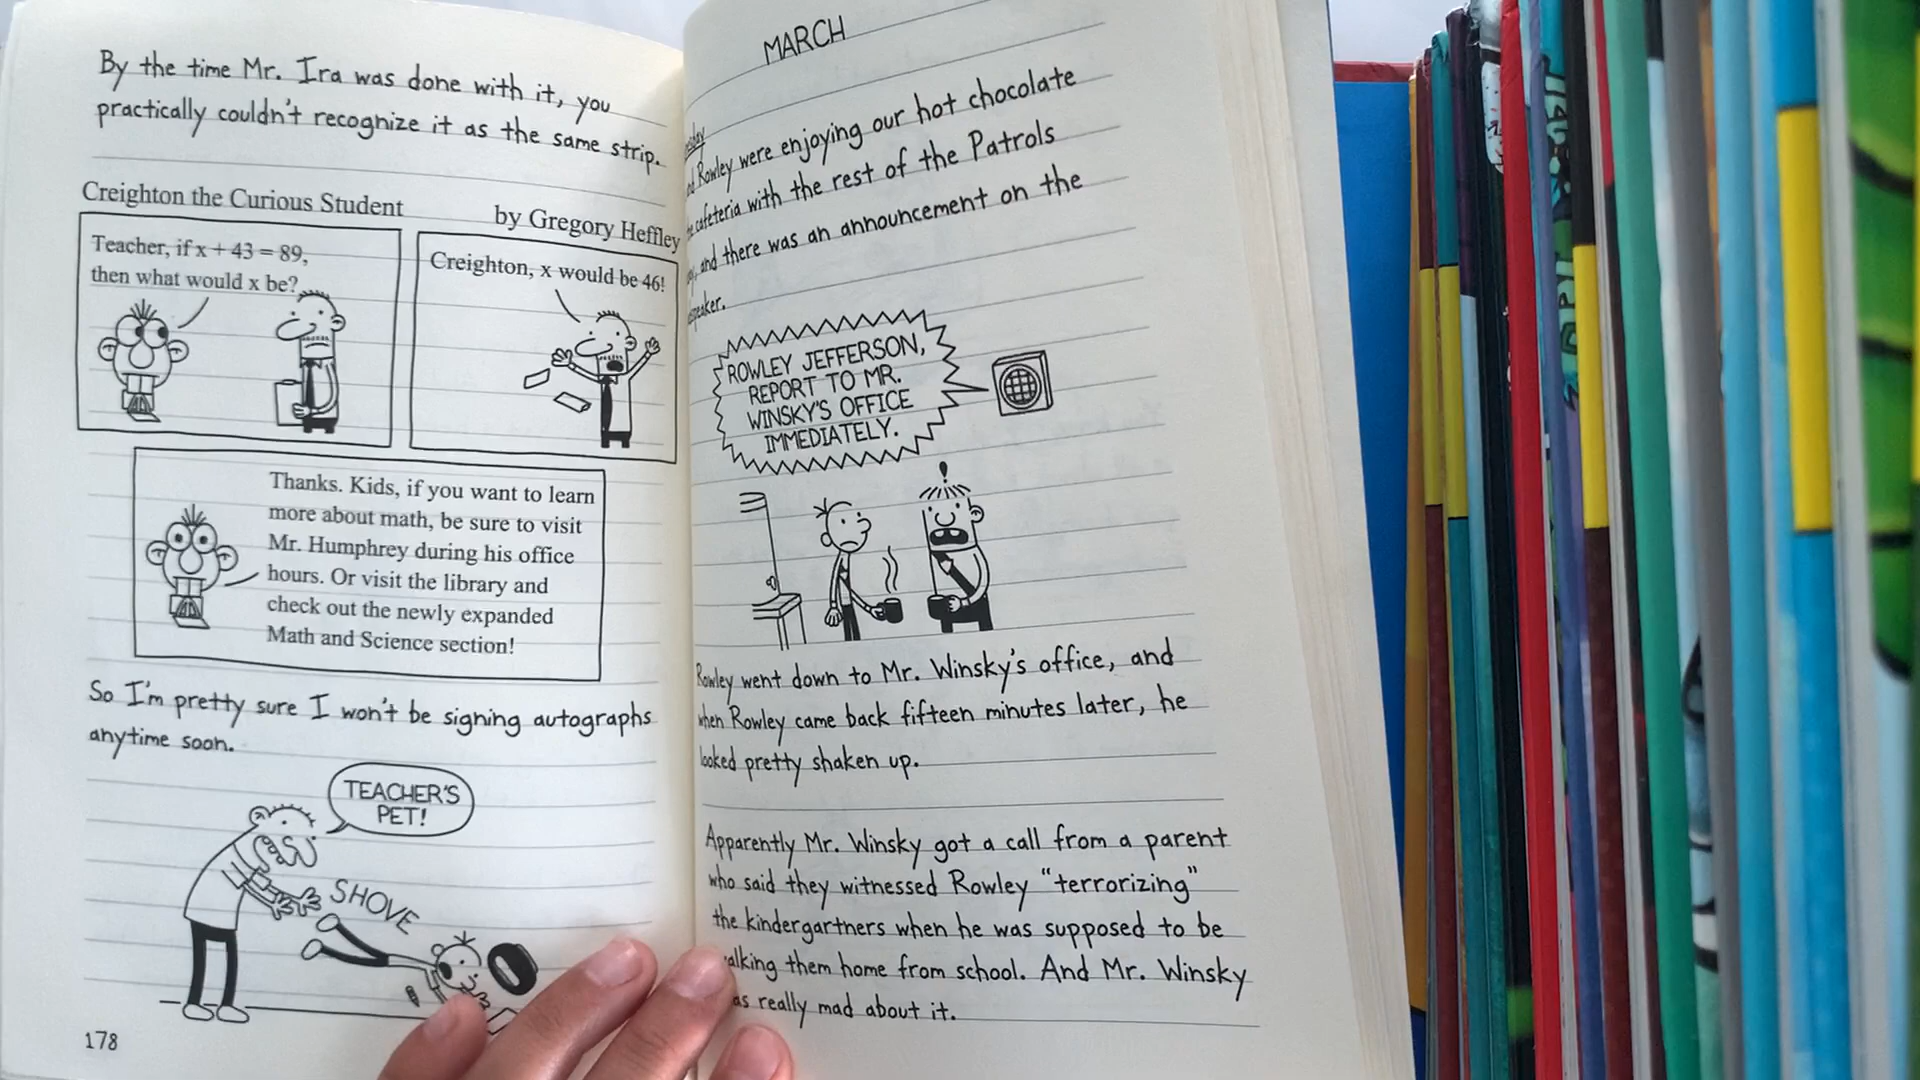 By the time Mr. Ira was done with it, you
practically couldn't recognize it as the same strip.
Creighton the Curious Student
by Gregory Heffley
Teacher, if x + 43 = 89,
then what would x be?
Creighton, x would be 46!
Thanks. Kids, if you want to learn
more about math, be sure to visit
Mr. Humphrey during his office
hours. Or visit the library and
check out the newly expanded
Math and Science section!
So I'm pretty sure I won't be signing autographs
anytime soon.
TEACHER'S
PET!
SHOVE
178
MARCH
Rowley were enjoying our hot chocolate
cafeteria with the rest of the Patrols
and there was an announcement on the
speaker.
ROWLEY JEFFERSON,
REPORT TO MR.
WINSKY'S OFFICE
IMMEDIATELY.
!
Rowley went down to Mr. Winsky's office, and
when Rowley came back fifteen minutes later, he
looked pretty shaken up.
Apparently Mr. Winsky got a call from a parent
who said they witnessed Rowley "terrorizing"
the kindergartners when he was supposed to be
alking them home from school. And Mr. Winsky
as really mad about it.